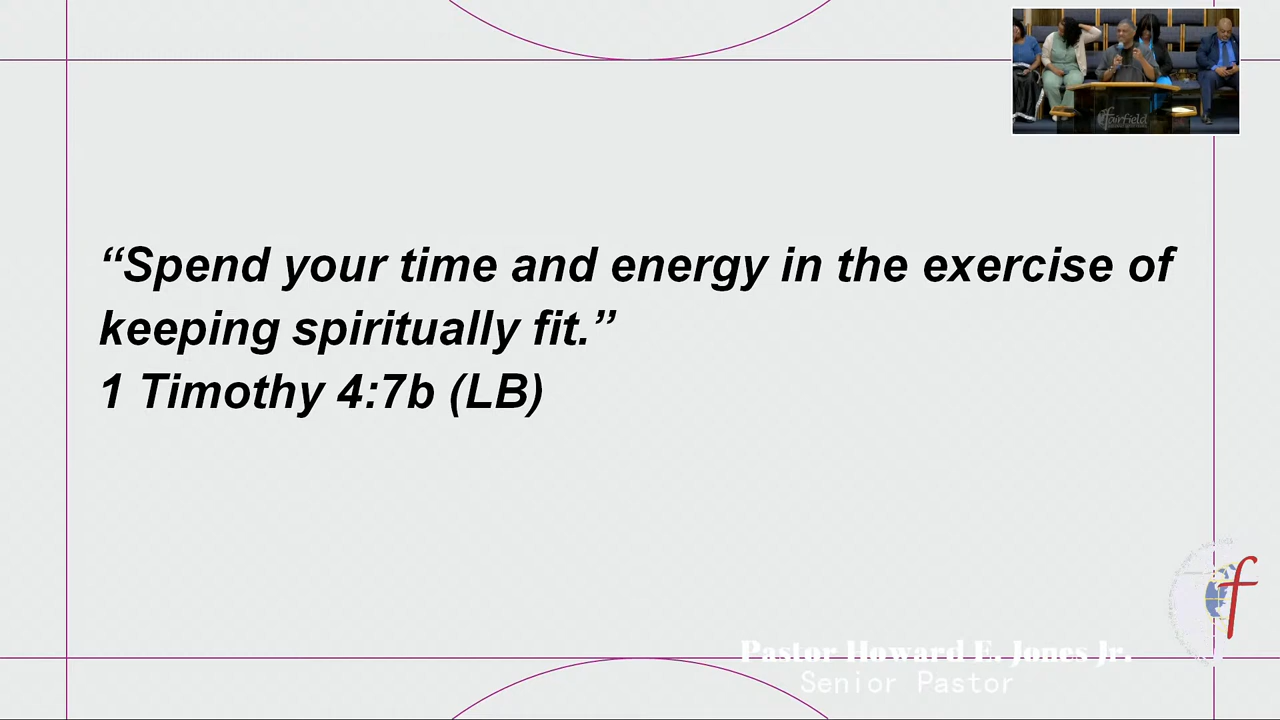 fairfield
“Spend your time and energy in the exercise of
keeping spiritually fit.”
1 Timothy 4:7b (LB)
f
Pastor Howard E. Jones Jr.
Senior Pastor